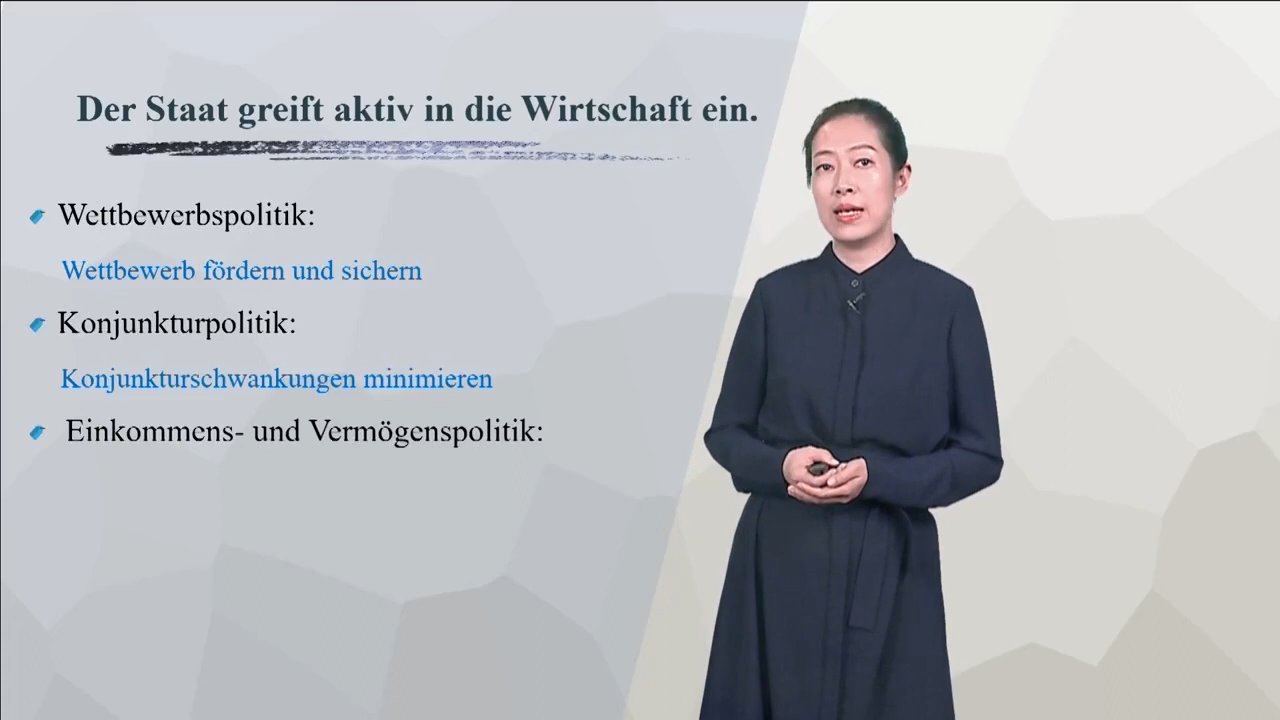 Der Staat greift aktiv in die Wirtschaft ein.
Wettbewerbspolitik:
Wettbewerb fördern und sichern
Konjunkturpolitik:
Konjunkturschwankungen minimieren
Einkommens- und Vermögenspolitik: